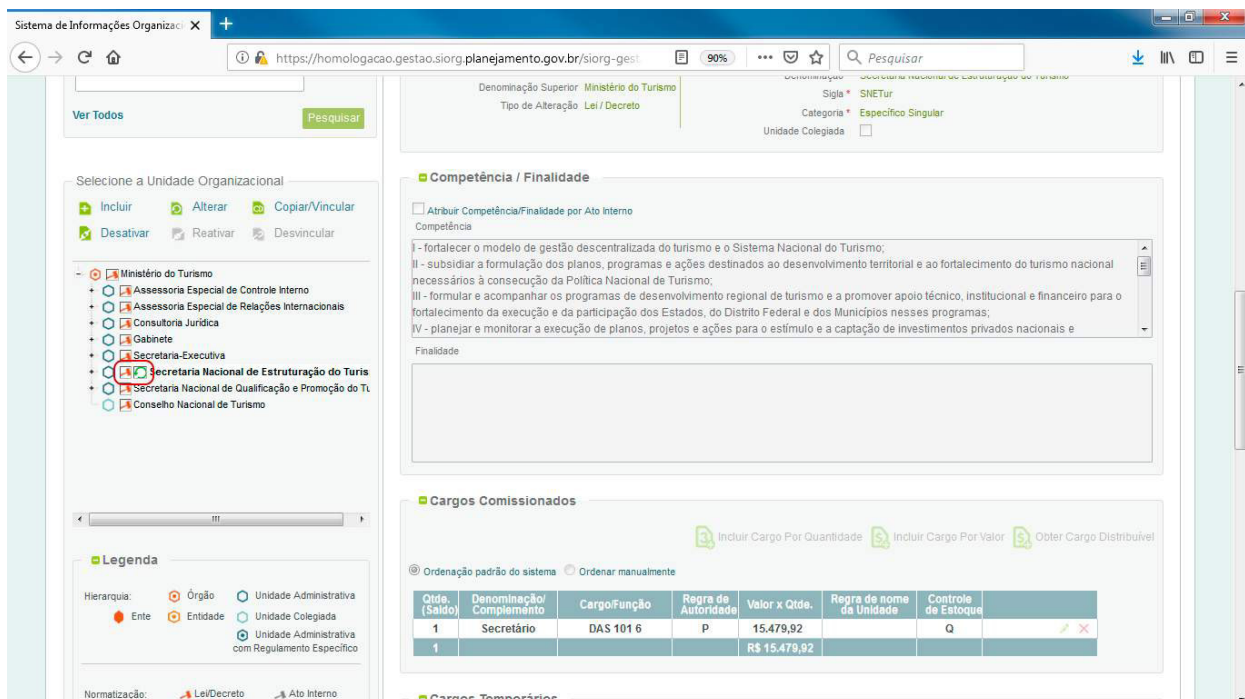 Sistema de Informações Organizac
https://homologacao.gestao.siorg.planejamento.gov.br/siorg-gest
90%
Pesquisar
Denominação Superior Ministério do Turismo
Tipo de Alteração Lei / Decreto
Denominação Secretaria Nacional de Estruturação do Turismo
Sigla * SNETur
Categoria * Específico Singular
Unidade Colegiada
Ver Todos
Pesquisar
Selecione a Unidade Organizacional
Incluir Alterar Copiar/Vincular
Desativar Reativar Desvincular
Ministério do Turismo
Assessoria Especial de Controle Interno
Assessoria Especial de Relações Internacionais
Consultoria Jurídica
Gabinete
Secretaria-Executiva
Secretaria Nacional de Estruturação do Turis
Secretaria Nacional de Qualificação e Promoção do Tu
Conselho Nacional de Turismo
Legenda
Hierarquia: Órgão Unidade Administrativa
Ente Entidade Unidade Colegiada
Unidade Administrativa
com Regulamento Específico
Normatização: Lei/Decreto Ato Interno
Competência / Finalidade
Atribuir Competência/Finalidade por Ato Interno
Competência
I - fortalecer o modelo de gestão descentralizada do turismo e o Sistema Nacional do Turismo;
II - subsidiar a formulação dos planos, programas e ações destinados ao desenvolvimento territorial e ao fortalecimento do turismo nacional
necessários à consecução da Política Nacional de Turismo;
III - formular e acompanhar os programas de desenvolvimento regional de turismo e a promover apoio técnico, institucional e financeiro para o
fortalecimento da execução e da participação dos Estados, do Distrito Federal e dos Municípios nesses programas;
IV - planejar e monitorar a execução de planos, projetos e ações para o estímulo e a captação de investimentos privados nacionais e
Finalidade
Cargos Comissionados
Incluir Cargo Por Quantidade Incluir Cargo Por Valor Obter Cargo Distribuível
Ordenação padrão do sistema Ordenar manualmente
Qtde. (Saldo) Denominação/ Complemento Cargo/Função Regra de Autoridade Valor x Qtde. Regra de nome da Unidade Controle de Estoque
1 Secretário DAS 101 6 P 15.479,92 Q
1 R$ 15.479,92
Cargos Temporários